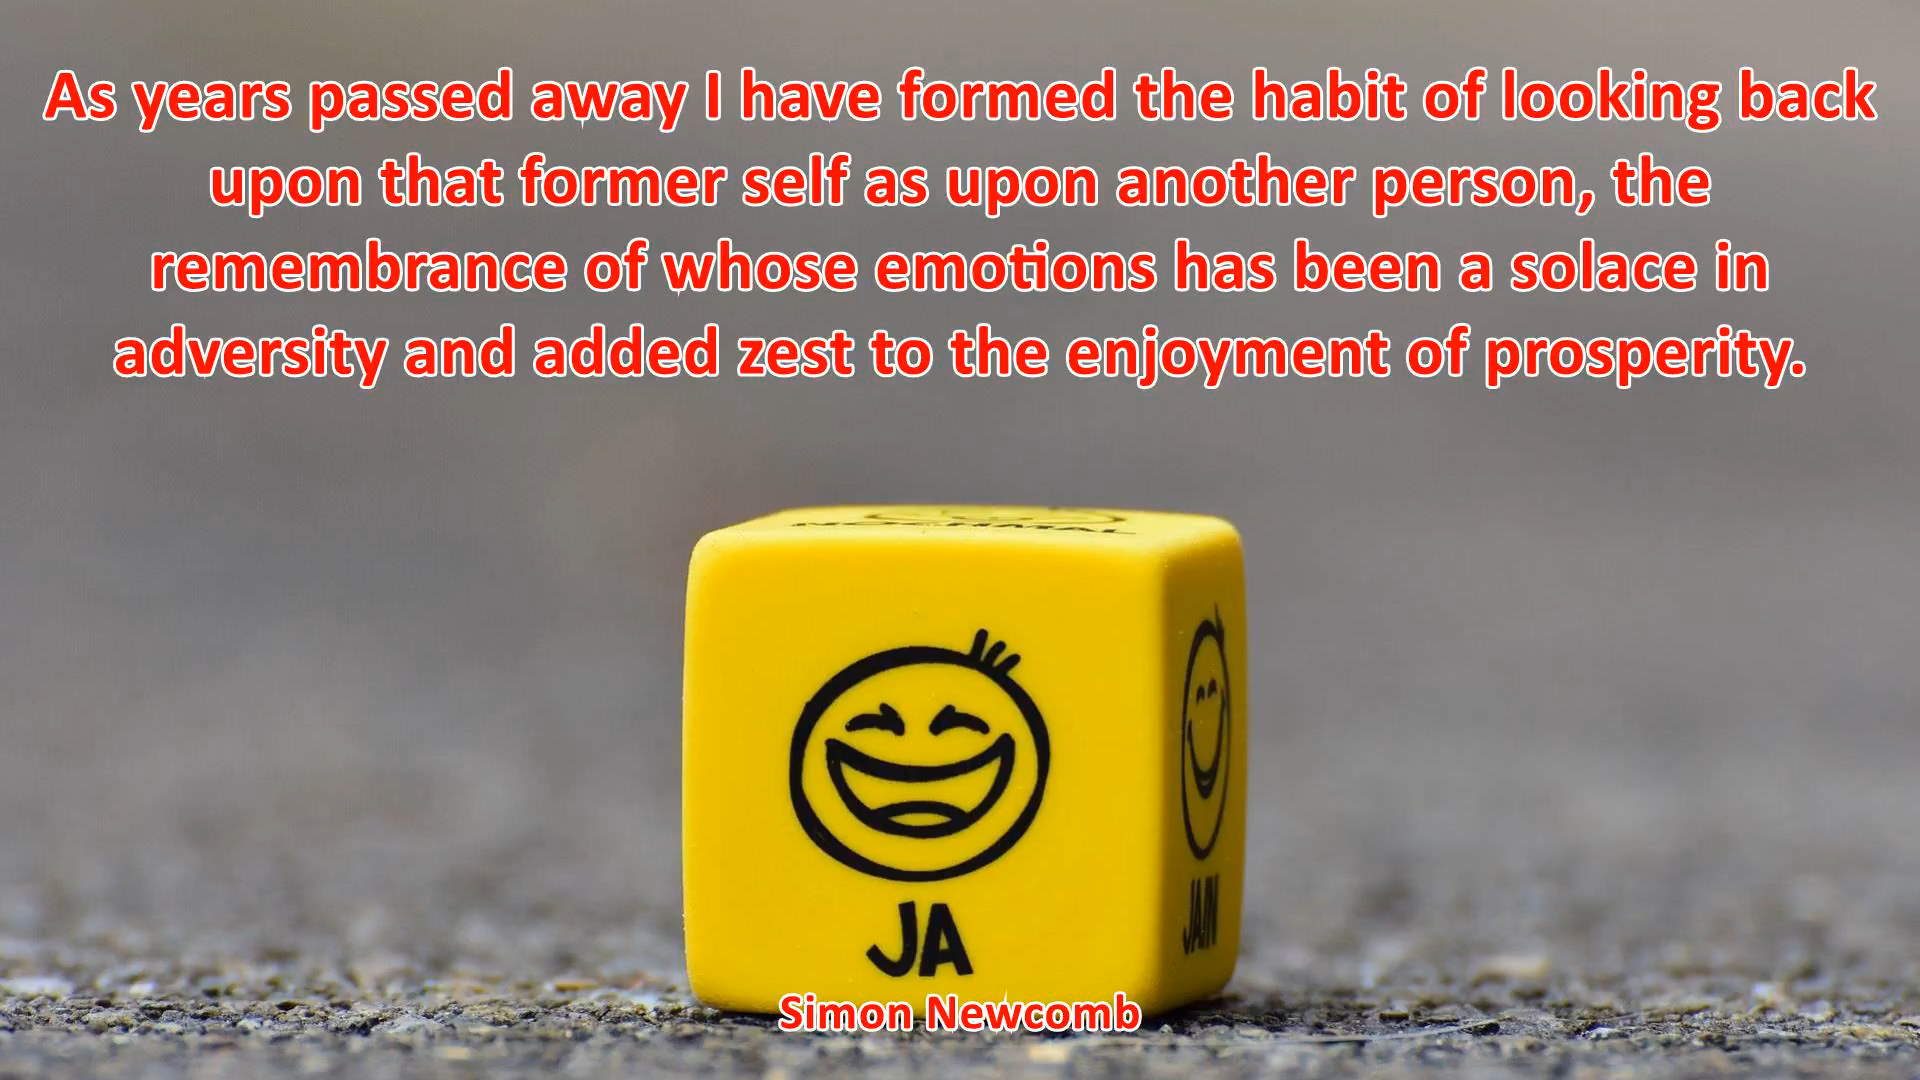 As years passed away I have formed the habit of looking back
upon that former self as upon another person, the
remembrance of whose emotions has been a solace in
adversity and added zest to the enjoyment of prosperity.
NOCHMAL
JA
JAIN
Simon Newcomb